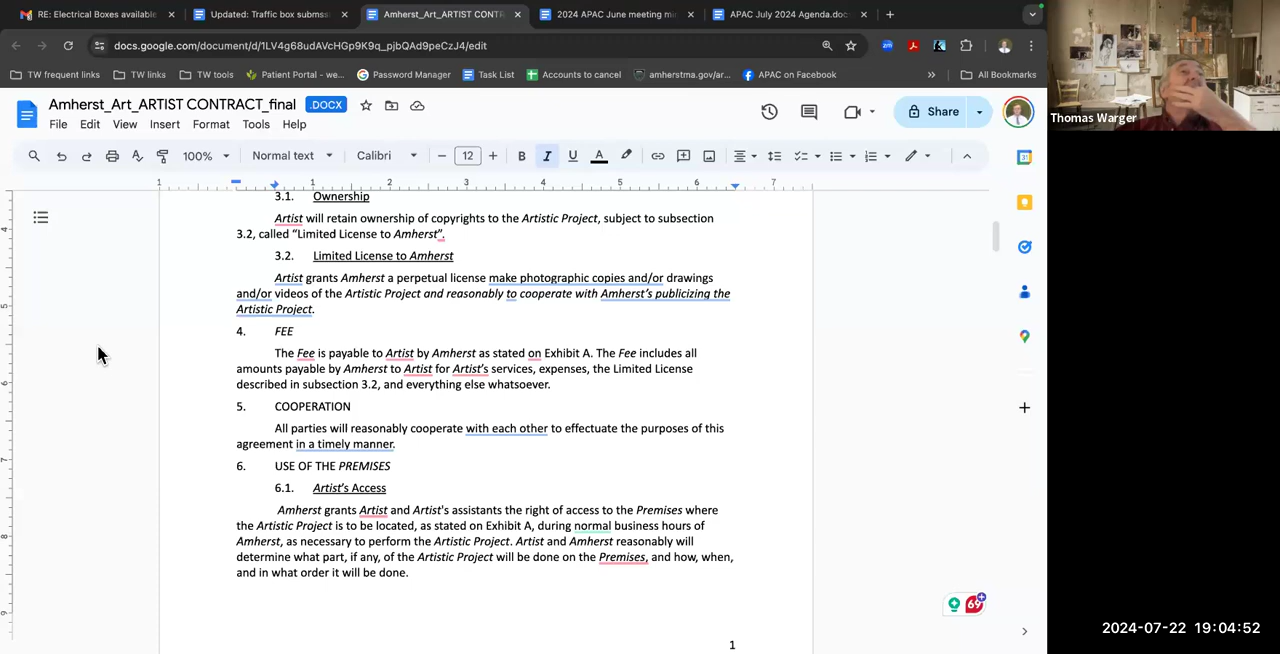 RE: Electrical Boxes available
Updated: Traffic box submssi
Amherst_Art_ARTIST CONTR
2024 APAC June meeting mi
APAC July 2024 Agenda.doc
docs.google.com/document/d/1LV4g68udAVcHGp9K9q_pjbQAd9peCzJ4/edit
TW frequent links
TW links
TW tools
Patient Portal - we...
Password Manager
Task List
Accounts to cancel
amherstma.gov/ar...
APAC on Facebook
All Bookmarks
Amherst_Art_ARTIST CONTRACT_final
.DOCX
Share
File Edit View Insert Format Tools Help
100% Normal text Calibri 12
1 1 2 3 4 5 6 7
3.1. Ownership
Artist will retain ownership of copyrights to the Artistic Project, subject to subsection
3.2, called “Limited License to Amherst”.
3.2. Limited License to Amherst
Artist grants Amherst a perpetual license make photographic copies and/or drawings
and/or videos of the Artistic Project and reasonably to cooperate with Amherst’s publicizing the
Artistic Project.
4. FEE
The Fee is payable to Artist by Amherst as stated on Exhibit A. The Fee includes all
amounts payable by Amherst to Artist for Artist’s services, expenses, the Limited License
described in subsection 3.2, and everything else whatsoever.
5. COOPERATION
All parties will reasonably cooperate with each other to effectuate the purposes of this
agreement in a timely manner.
6. USE OF THE PREMISES
6.1. Artist’s Access
Amherst grants Artist and Artist's assistants the right of access to the Premises where
the Artistic Project is to be located, as stated on Exhibit A, during normal business hours of
Amherst, as necessary to perform the Artistic Project. Artist and Amherst reasonably will
determine what part, if any, of the Artistic Project will be done on the Premises, and how, when,
and in what order it will be done.
1
69
Thomas Warger
2024-07-22 19:04:52